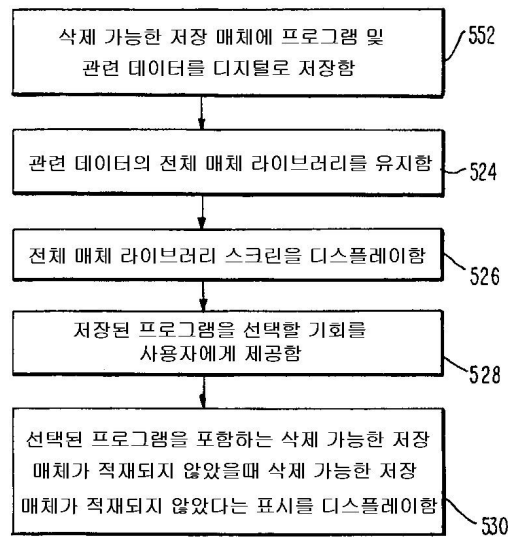 삭제 가능한 저장 매체에 프로그램 및
관련 데이터를 디지털로 저장함
552
관련 데이터의 전체 매체 라이브러리를 유지함
524
전체 매체 라이브러리 스크린을 디스플레이함
526
저장된 프로그램을 선택할 기회를
사용자에게 제공함
528
선택된 프로그램을 포함하는 삭제 가능한 저장
매체가 적재되지 않았을때 삭제 가능한 저장
매체가 적재되지 않았다는 표시를 디스플레이함
530